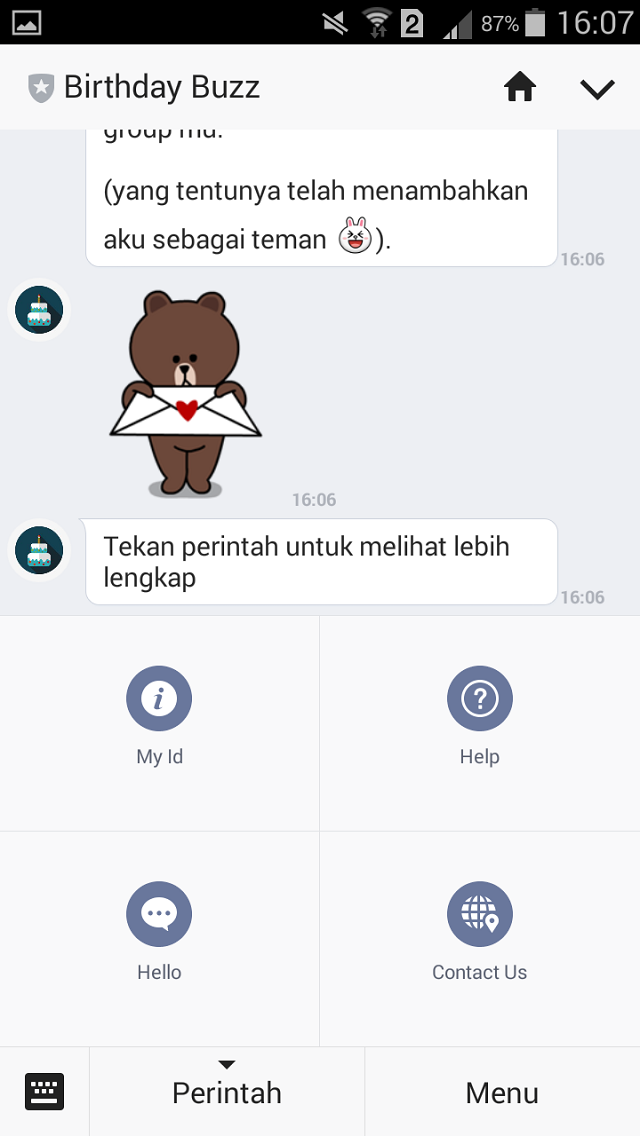 2 87% 16:07
Birthday Buzz
group mu.
(yang tentunya telah menambahkan
aku sebagai teman ).
16:06
16:06
Tekan perintah untuk melihat lebih
lengkap
16:06
My Id
Help
Hello
Contact Us
Perintah
Menu